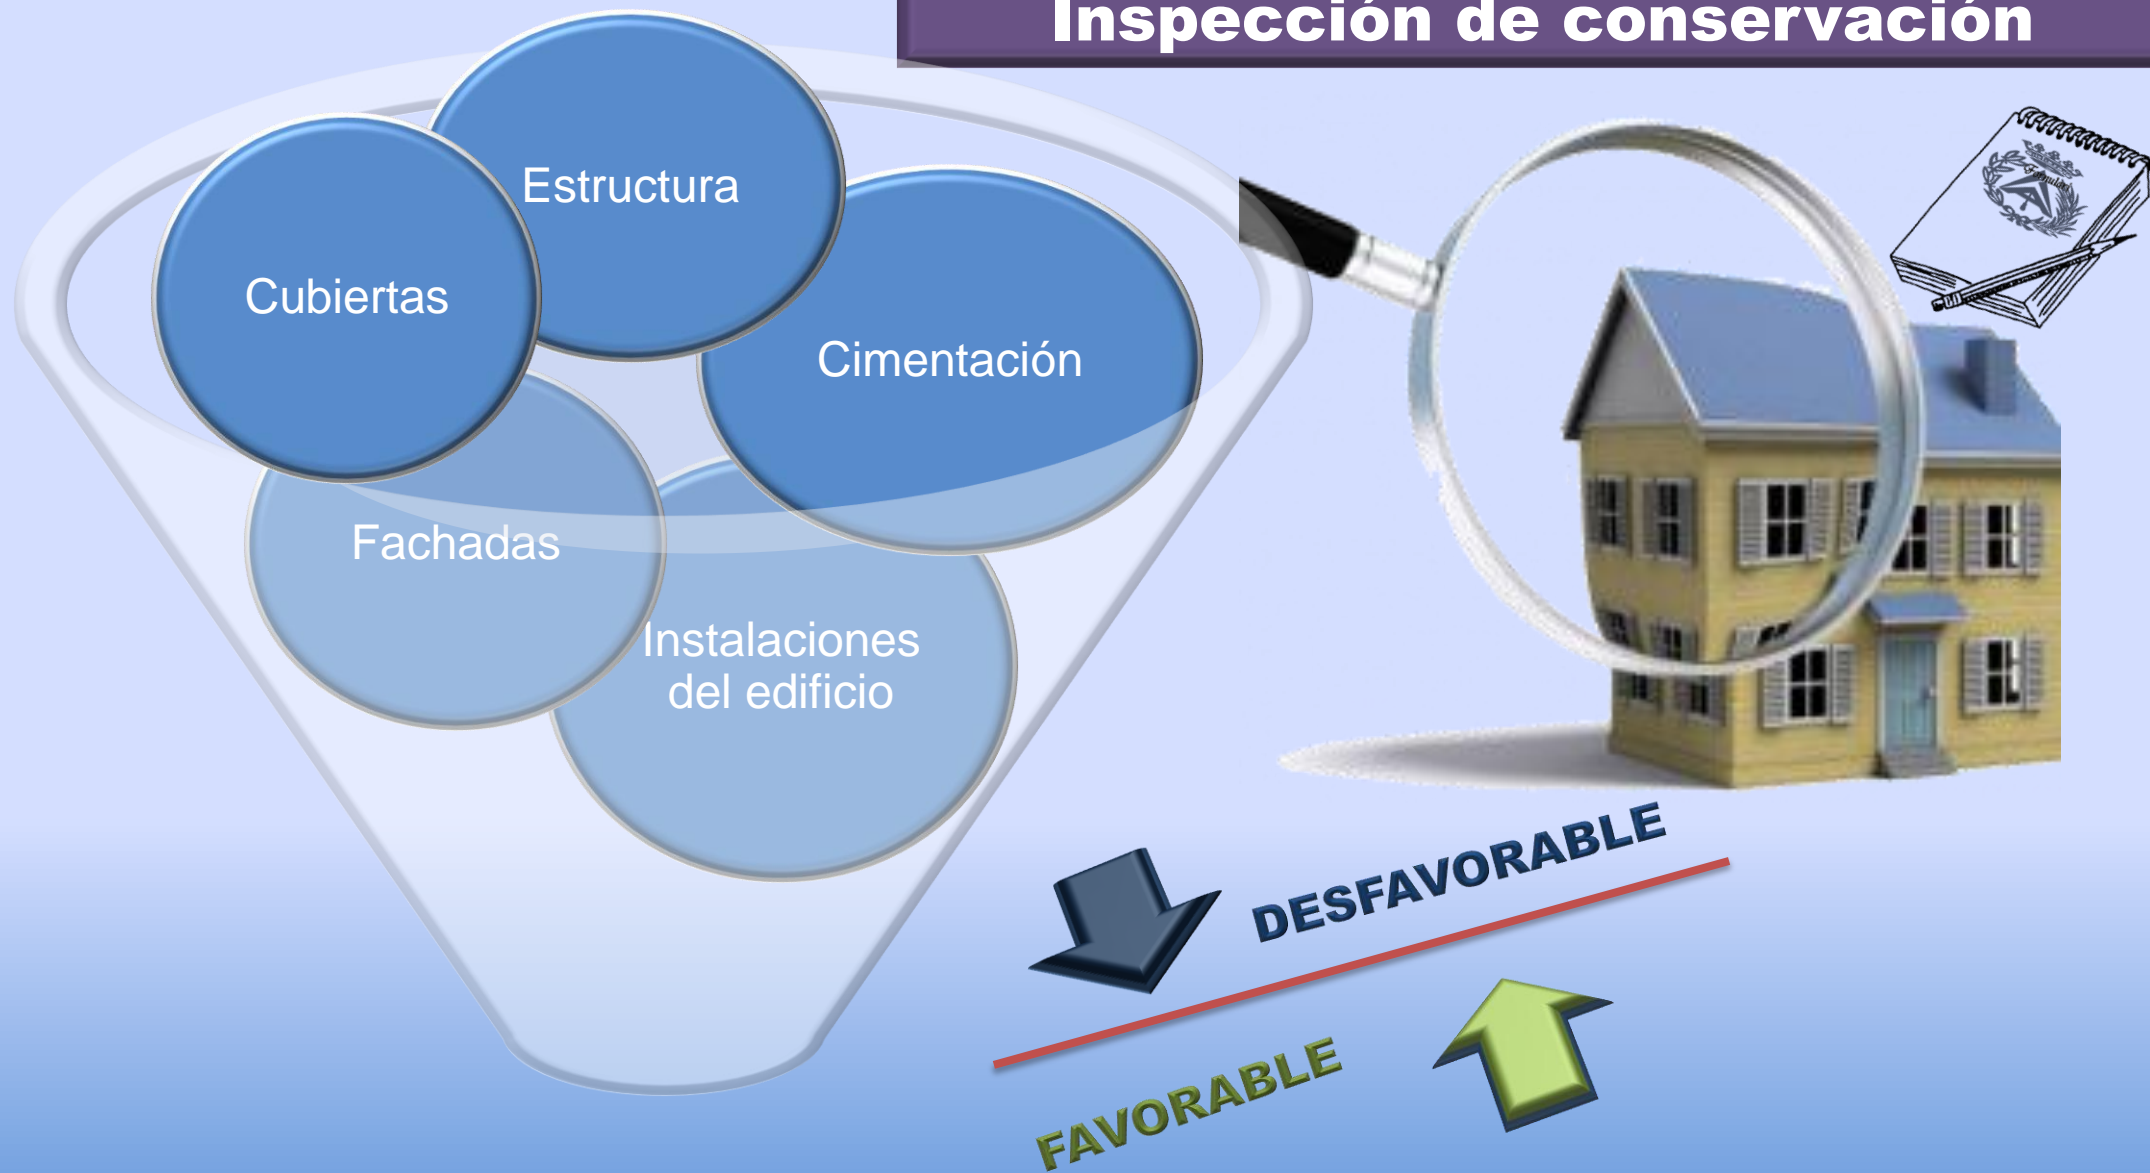 Inspección de conservación
Estructura
Cubiertas
Cimentación
Fachadas
Instalaciones
del edificio
DESFAVORABLE
FAVORABLE